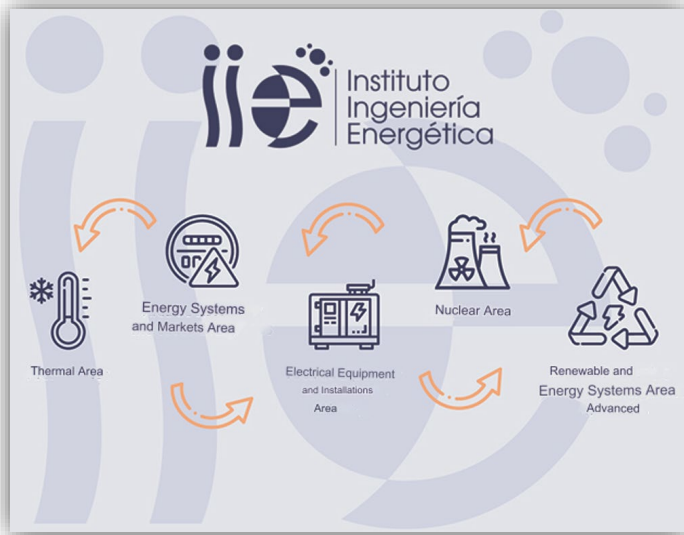 iie
Instituto
Ingeniería
Energética
Thermal Area
Energy Systems
and Markets Area
Electrical Equipment
and Installations
Area
Nuclear Area
Renewable and
Energy Systems Area
Advanced